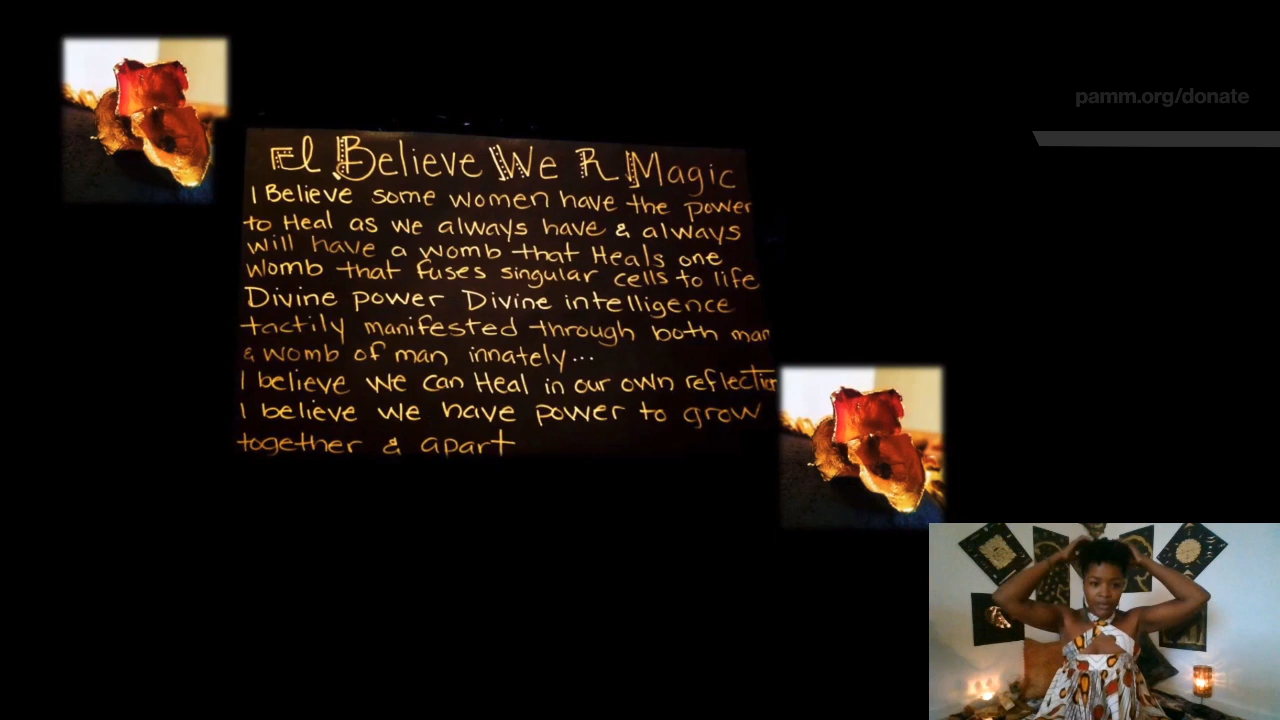 pamm.org/donate
El Believe We R Magic
I Believe some women have the power
to Heal as we always have & always
will have a womb that Heals one
womb that fuses singular cells to life
Divine power Divine intelligence
tactily manifested through both man
& womb of man innately...
I believe we can Heal in our own reflection
I believe we have power to grow
together & apart